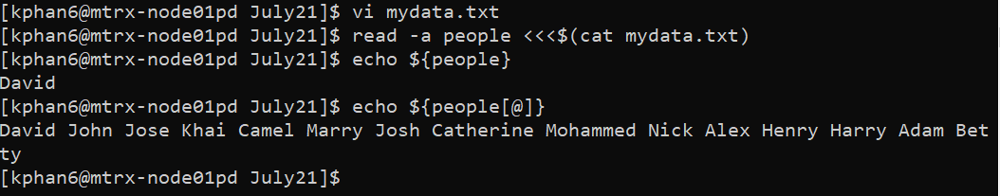 [kphan6@mtrx-node01pd July21]$ vi mydata.txt
[kphan6@mtrx-node01pd July21]$ read -a people <<<$(cat mydata.txt)
[kphan6@mtrx-node01pd July21]$ echo ${people}
David
[kphan6@mtrx-node01pd July21]$ echo ${people[@]}
David John Jose Khai Camel Marry Josh Catherine Mohammed Nick Alex Henry Harry Adam Bet
ty
[kphan6@mtrx-node01pd July21]$